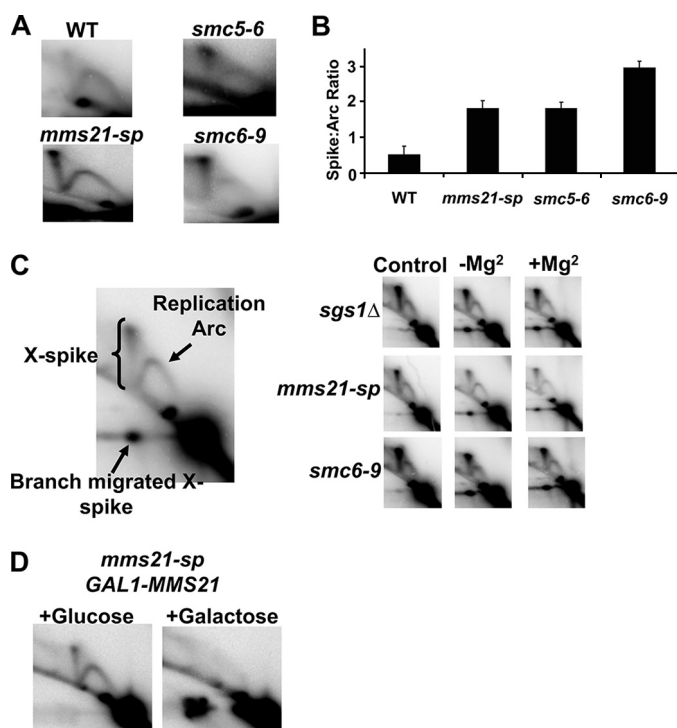 A
WT
smc5-6
mms21-sp
smc6-9
B
Spike:Arc Ratio
3
2
1
0
WT
mms21-sp
smc5-6
smc6-9
C
Replication
Arc
X-spike
Branch migrated X-
spike
Control
-Mg²
+Mg²
sgs1Δ
mms21-sp
smc6-9
D
mms21-sp
GAL1-MMS21
+Glucose
+Galactose